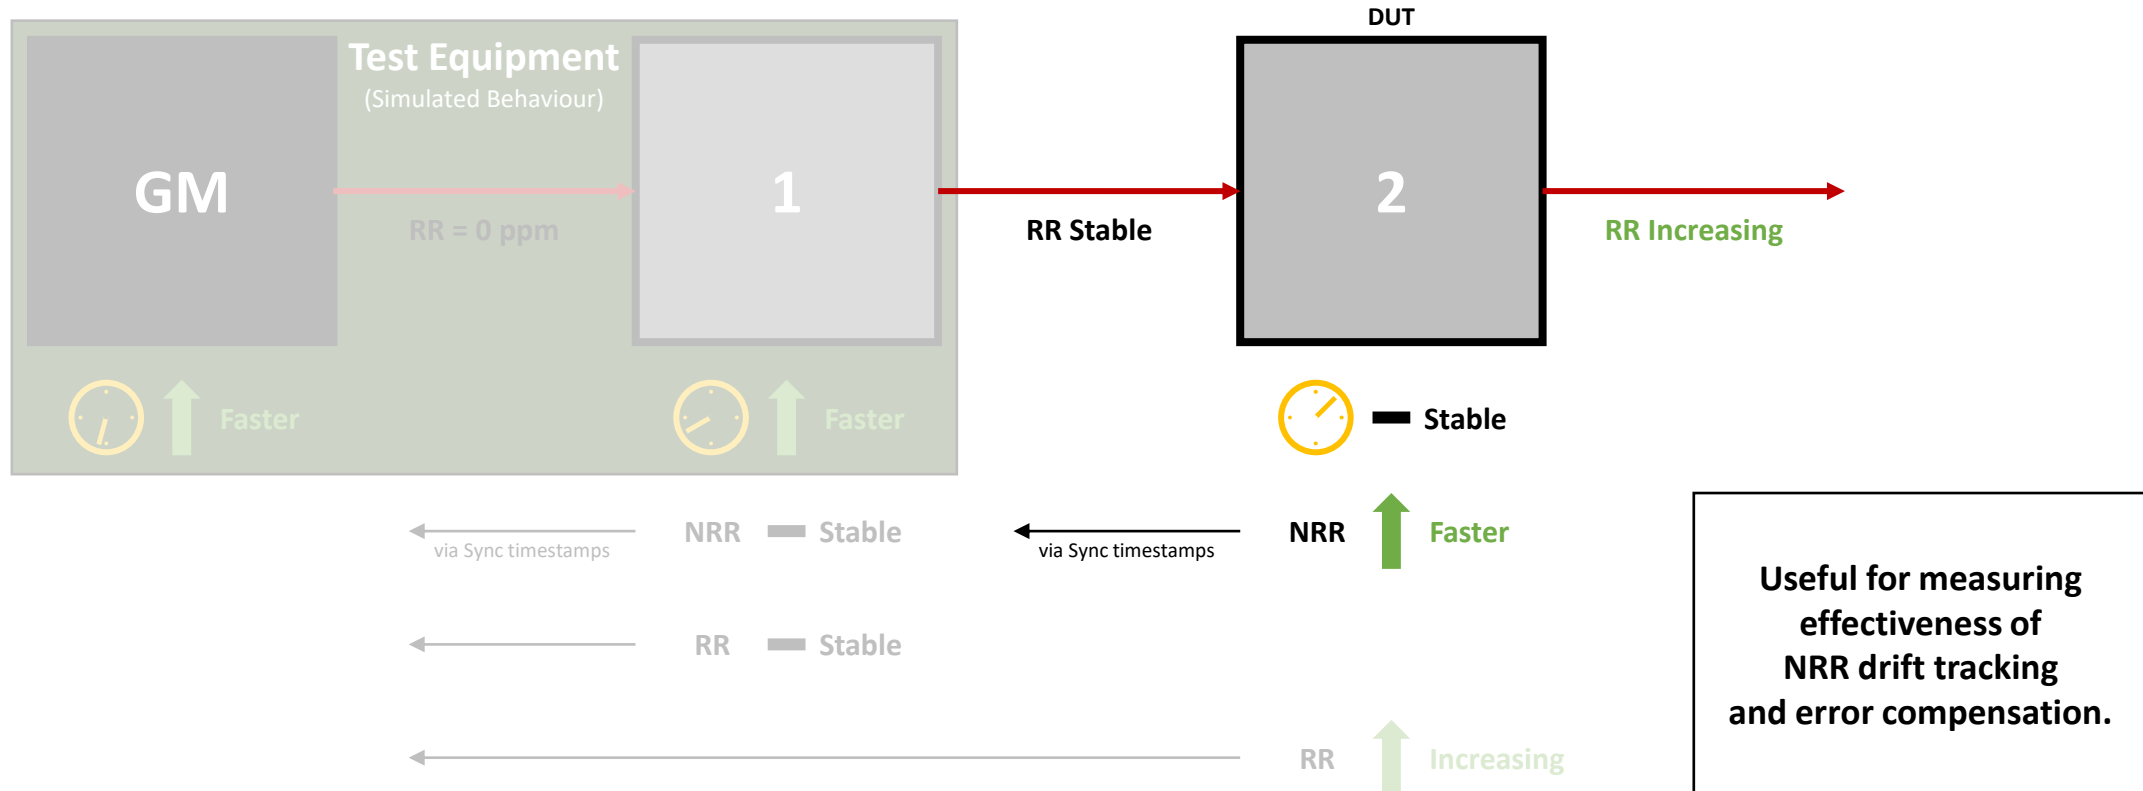 DUT
Test Equipment
(Simulated Behaviour)
GM
1
2
RR = 0 ppm
RR Stable
RR Increasing
Faster
Faster
Stable
via Sync timestamps
NRR
Stable
via Sync timestamps
NRR
Faster
RR
Stable
RR
Increasing
Useful for measuring
effectiveness of
NRR drift tracking
and error compensation.